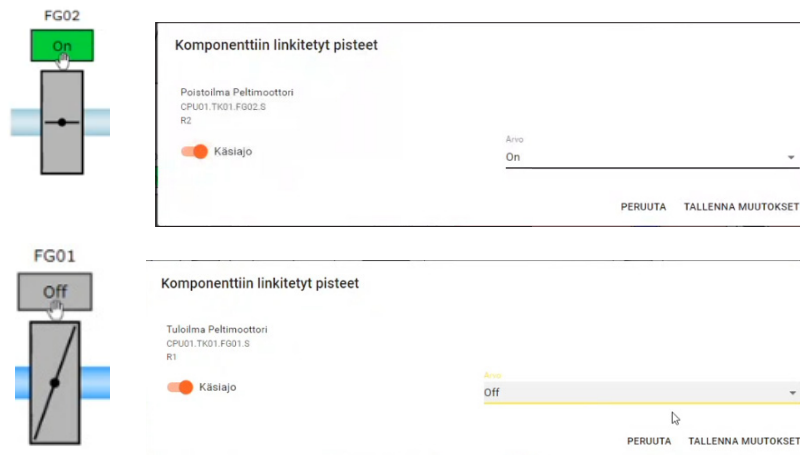 FG02
On
Komponenttiin linkitetyt pisteet
Poistoilma Peltimoottori
CPU01.TK01.FG02.S
R2
Käsiajo
Arvo
On
PERUUTA TALLENNA MUUTOKSET
FG01
Off
Komponenttiin linkitetyt pisteet
Tuloilma Peltimoottori
CPU01.TK01.FG01.S
R1
Käsiajo
Arvo
Off
PERUUTA TALLENNA MUUTOKSET